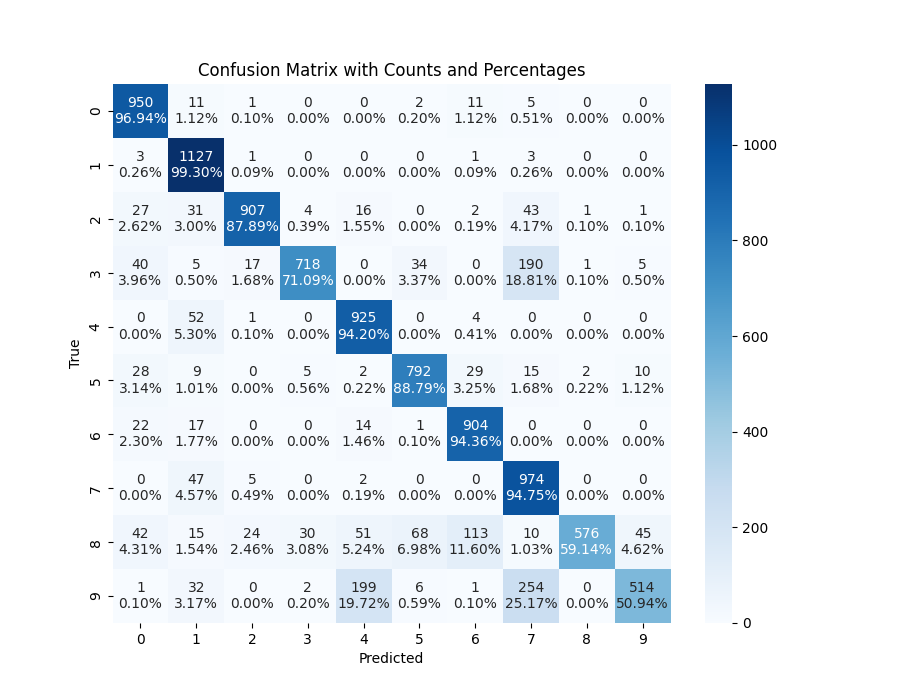 Confusion Matrix with Counts and Percentages
0 950 11 1 0 0 2 11 5 0 0
96.94% 1.12% 0.10% 0.00% 0.00% 0.20% 1.12% 0.51% 0.00% 0.00%
1 3 1127 1 0 0 0 1 3 0 0
0.26% 99.30% 0.09% 0.00% 0.00% 0.00% 0.09% 0.26% 0.00% 0.00%
2 27 31 907 4 16 0 2 43 1 1
2.62% 3.00% 87.89% 0.39% 1.55% 0.00% 0.19% 4.17% 0.10% 0.10%
3 40 5 17 718 0 34 0 190 1 5
3.96% 0.50% 1.68% 71.09% 0.00% 3.37% 0.00% 18.81% 0.10% 0.50%
4 0 52 1 0 925 0 4 0 0 0
0.00% 5.30% 0.10% 0.00% 94.20% 0.00% 0.41% 0.00% 0.00% 0.00%
5 28 9 0 5 2 792 29 15 2 10
3.14% 1.01% 0.00% 0.56% 0.22% 88.79% 3.25% 1.68% 0.22% 1.12%
6 22 17 0 0 14 1 904 0 0 0
2.30% 1.77% 0.00% 0.00% 1.46% 0.10% 94.36% 0.00% 0.00% 0.00%
7 0 47 5 0 2 0 0 974 0 0
0.00% 4.57% 0.49% 0.00% 0.19% 0.00% 0.00% 94.75% 0.00% 0.00%
8 42 15 24 30 51 68 113 10 576 45
4.31% 1.54% 2.46% 3.08% 5.24% 6.98% 11.60% 1.03% 59.14% 4.62%
9 1 32 0 2 199 6 1 254 0 514
0.10% 3.17% 0.00% 0.20% 19.72% 0.59% 0.10% 25.17% 0.00% 50.94%
0 1 2 3 4 5 6 7 8 9
Predicted
True
1000
800
600
400
200
0